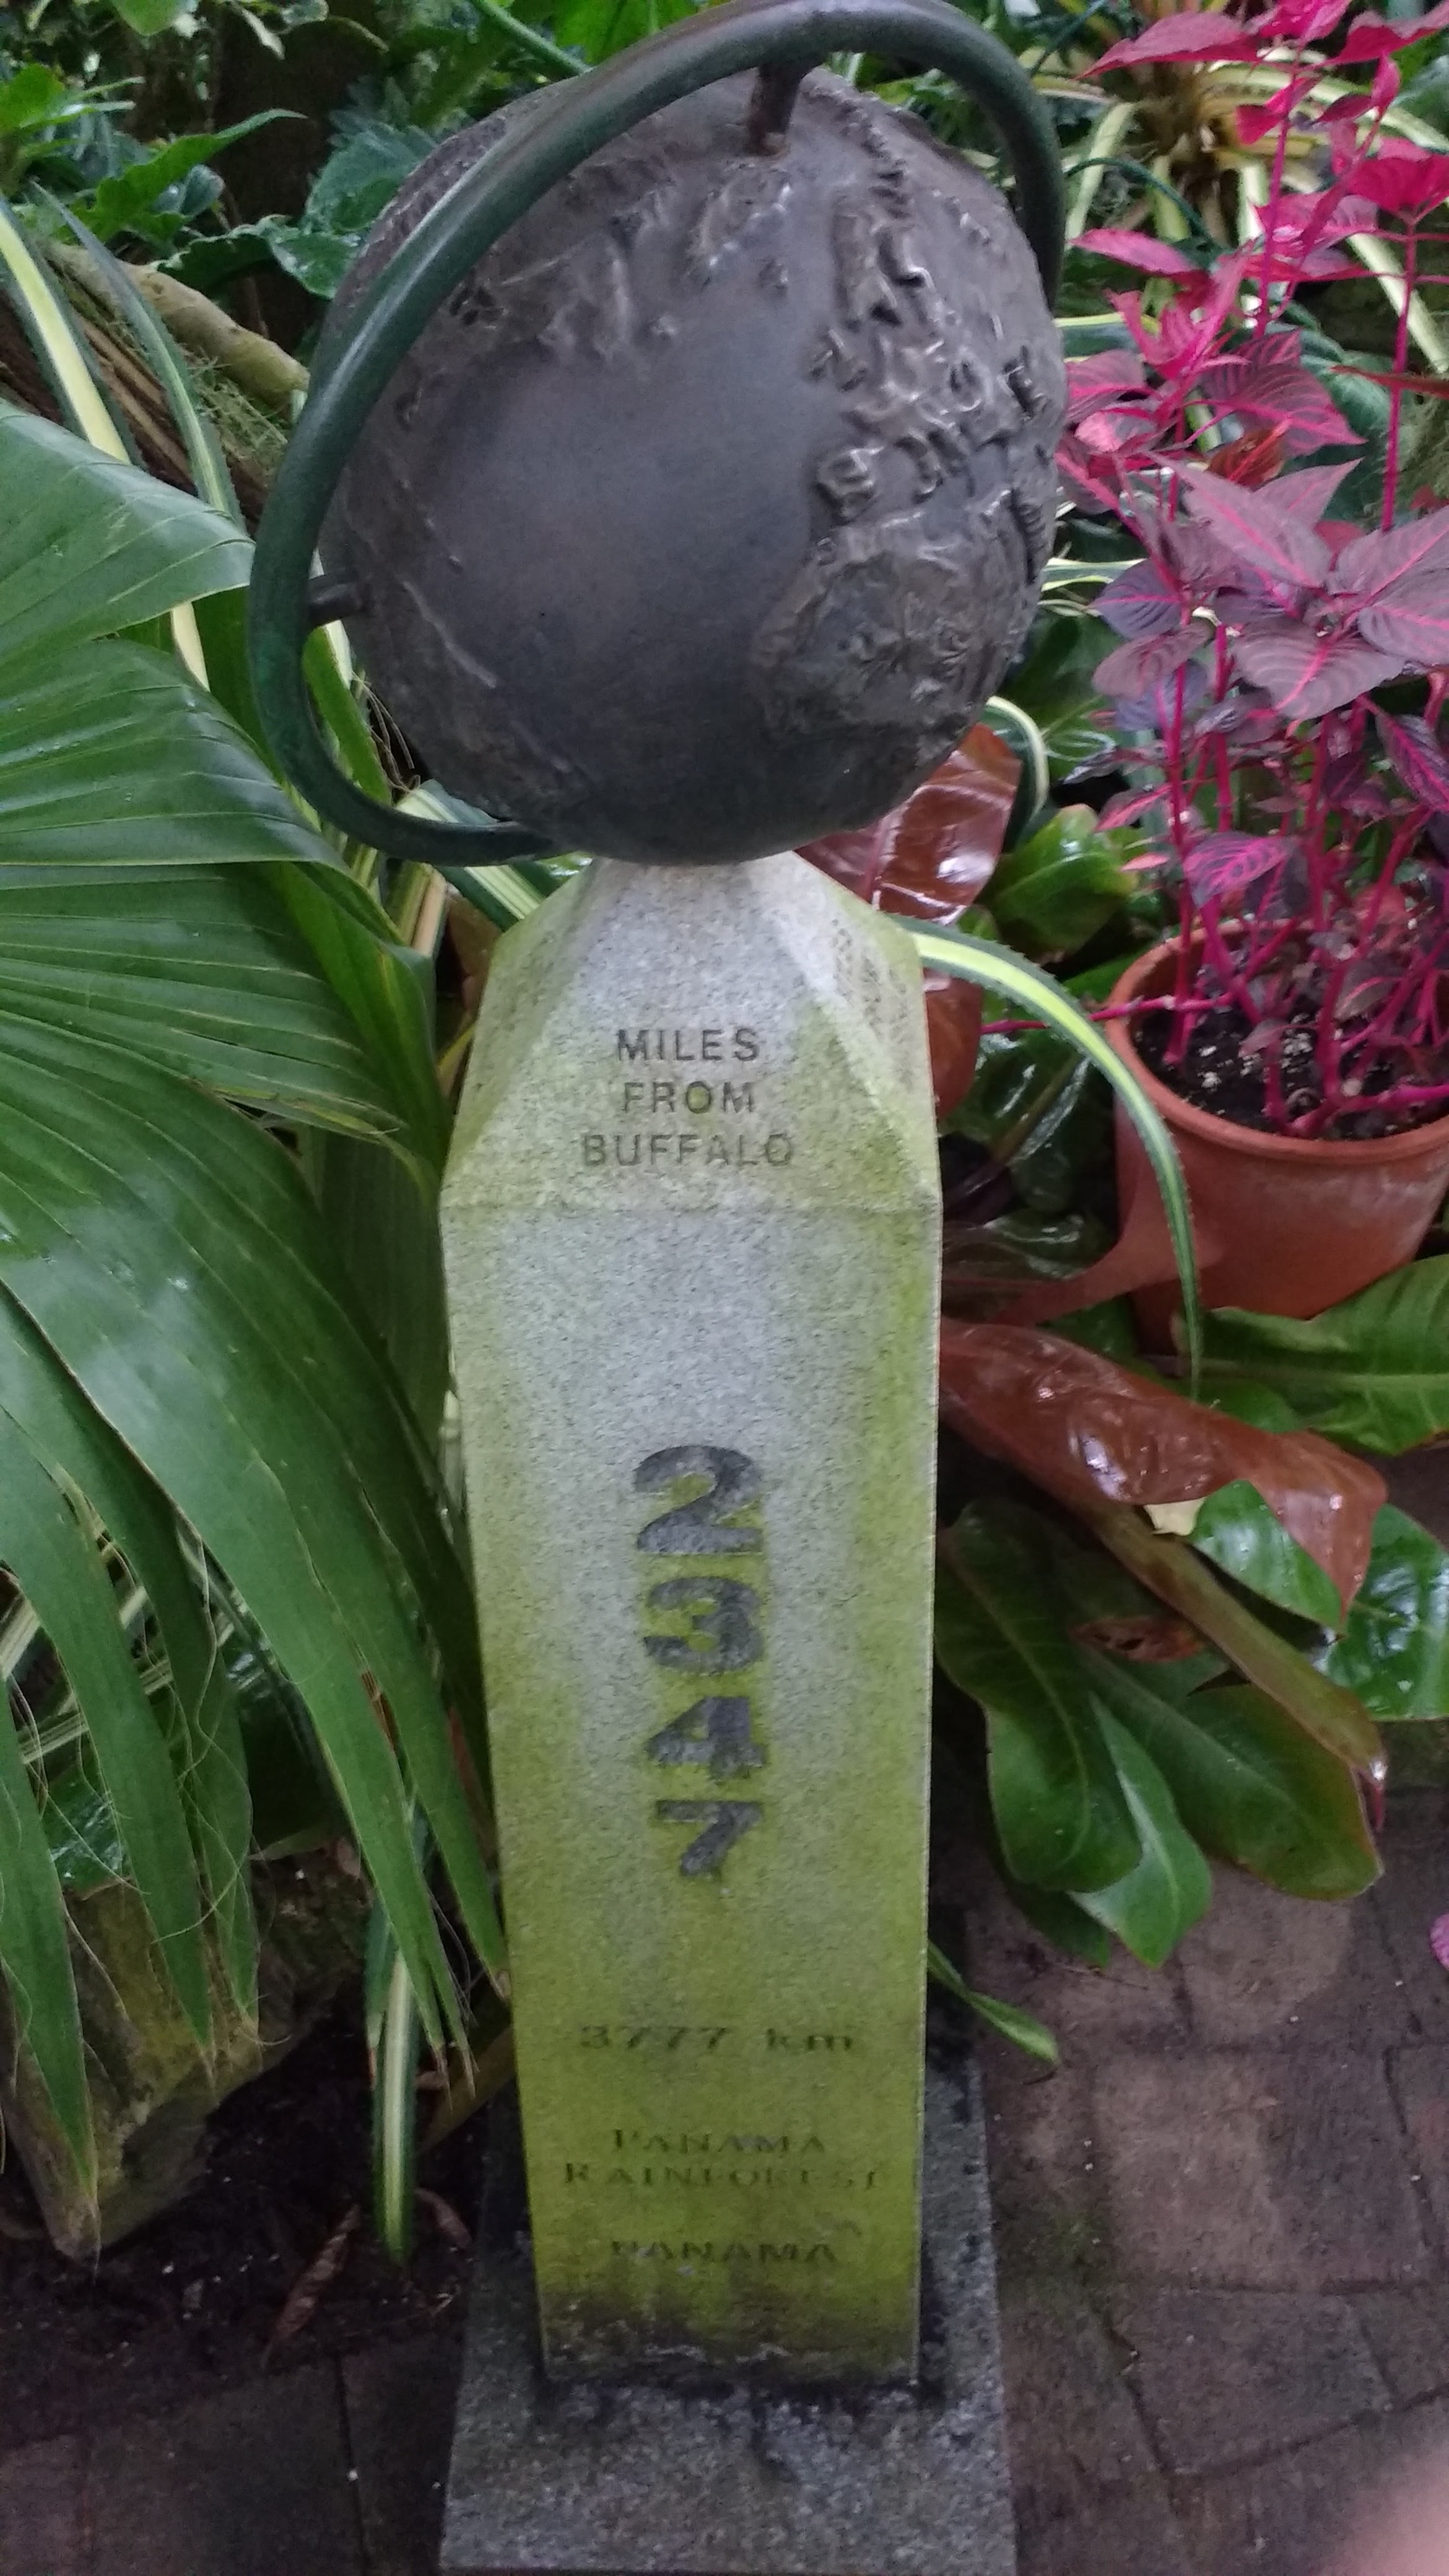 MILES
FROM
BUFFALO
2
3
4
7
3777 km
PANAMA
RAINFOREST
PANAMA